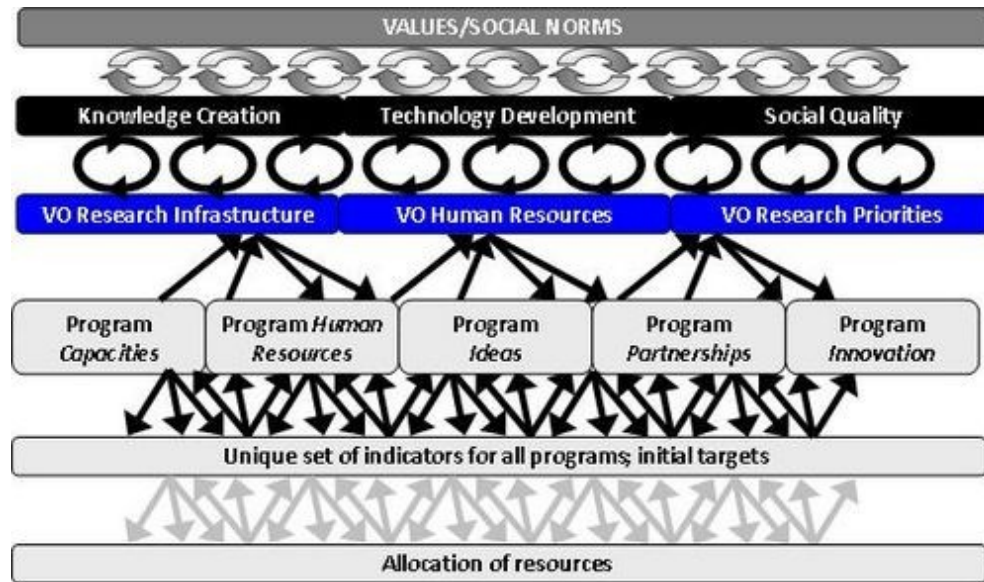 VALUES/SOCIAL NORMS
Knowledge Creation
Technology Development
Social Quality
VO Research Infrastructure
VO Human Resources
VO Research Priorities
Program
Capacities
Program Human
Resources
Program
Ideas
Program
Partnerships
Program
Innovation
Unique set of indicators for all programs; initial targets
Allocation of resources